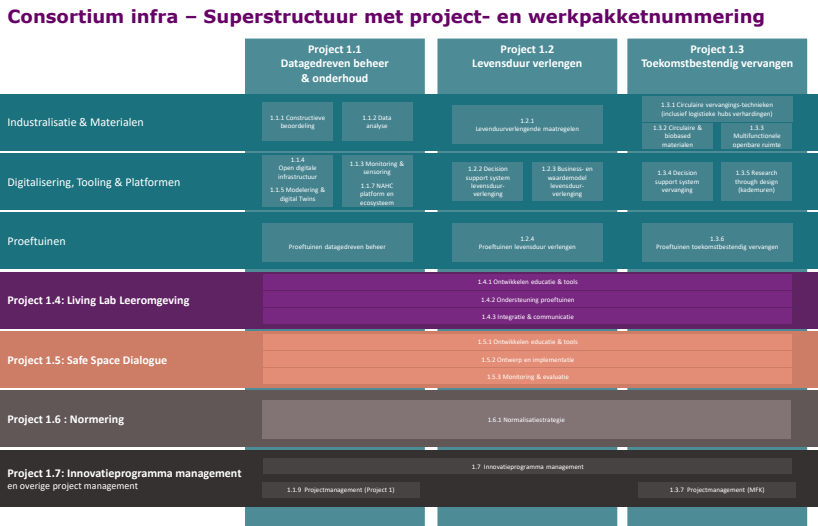 Consortium infra – Superstructuur met project- en werkpakketnummering
Project 1.1
Datagedreven beheer
& onderhoud
Project 1.2
Levensduur verlengen
Project 1.3
Toekomstbestendig vervangen
Industralisatie & Materialen
1.1.1 Constructieve
beoordeling
1.1.2 Data
analyse
1.2.1
Levenduurverlengende maatregelen
1.3.1 Circulaire vervangings-technieken
(inclusief logistieke hubs verhardingen)
1.3.2 Circulaire &
biobased
materialen
1.3.3
Multifunctionele
openbare ruimte
Digitalisering, Tooling & Platformen
1.1.4
Open digitale
infrastructuur
1.1.5 Modelering &
digital Twins
1.1.3 Monitoring &
sensoring
1.1.7 NAHC
platform en
ecosysteem
1.2.2 Decision
support system
levensduur-
verlenging
1.2.3 Business- en
waardemodel
levensduur-
verlenging
1.3.4 Decision
support system
vervanging
1.3.5 Research
through design
(kademuren)
Proeftuinen
Proeftuinen datagedreven beheer
1.2.4
Proeftuinen levensduur verlengen
1.3.6
Proeftuinen toekomstbestendig vervangen
Project 1.4: Living Lab Leeromgeving
1.4.1 Ontwikkelen educatie & tools
1.4.2 Ondersteuning proeftuinen
1.4.3 Integratie & communicatie
Project 1.5: Safe Space Dialogue
1.5.1 Ontwikkelen educatie & tools
1.5.2 Ontwerp en implementatie
1.5.3 Monitoring & evaluatie
Project 1.6 : Normering
1.6.1 Normalisatiestrategie
Project 1.7: Innovatieprogramma management
en overige project management
1.7 Innovatieprogramma management
1.1.9 Projectmanagement (Project 1)
1.3.7 Projectmanagement (MFK)